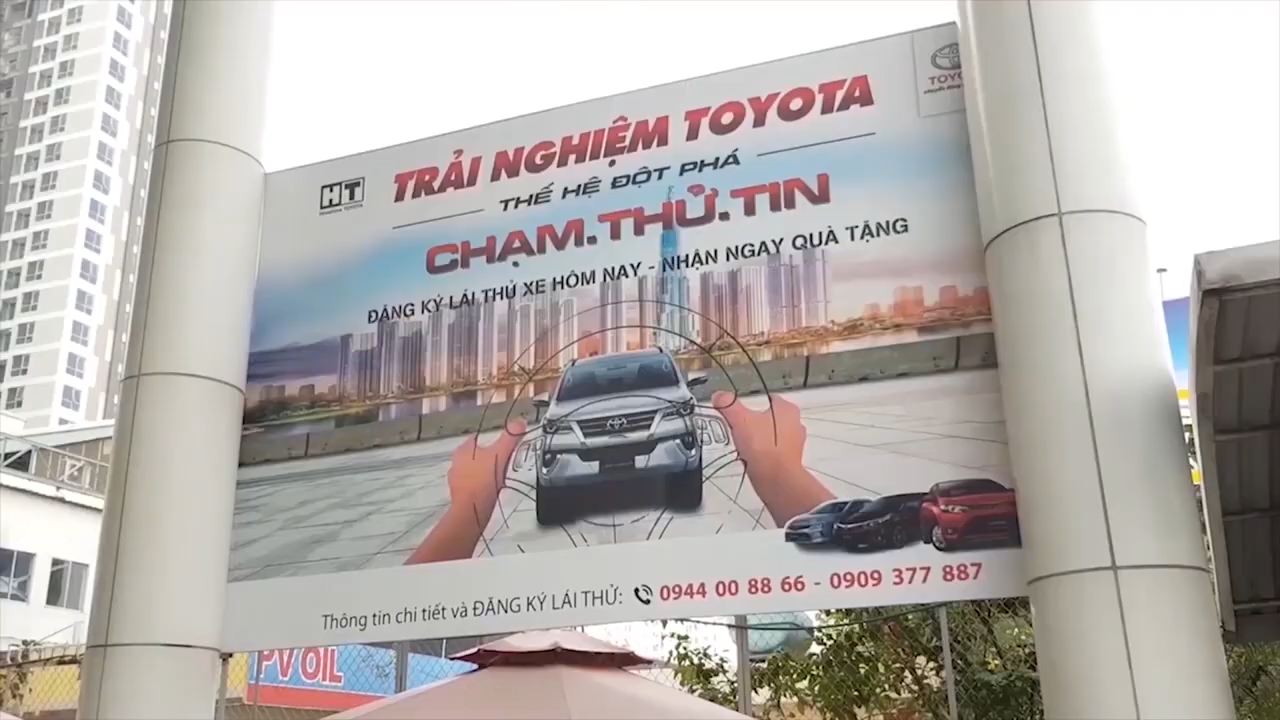 HT
TRẢI NGHIỆM TOYOTA
THẾ HỆ ĐỘT PHÁ
CHẠM.THỬ.TIN
ĐĂNG KÝ LÁI THỬ XE HÔM NAY - NHẬN NGAY QUÀ TẶNG
Thông tin chi tiết và ĐĂNG KÝ LÁI THỬ: 0944 00 88 66 - 0909 377 887
PV OIL